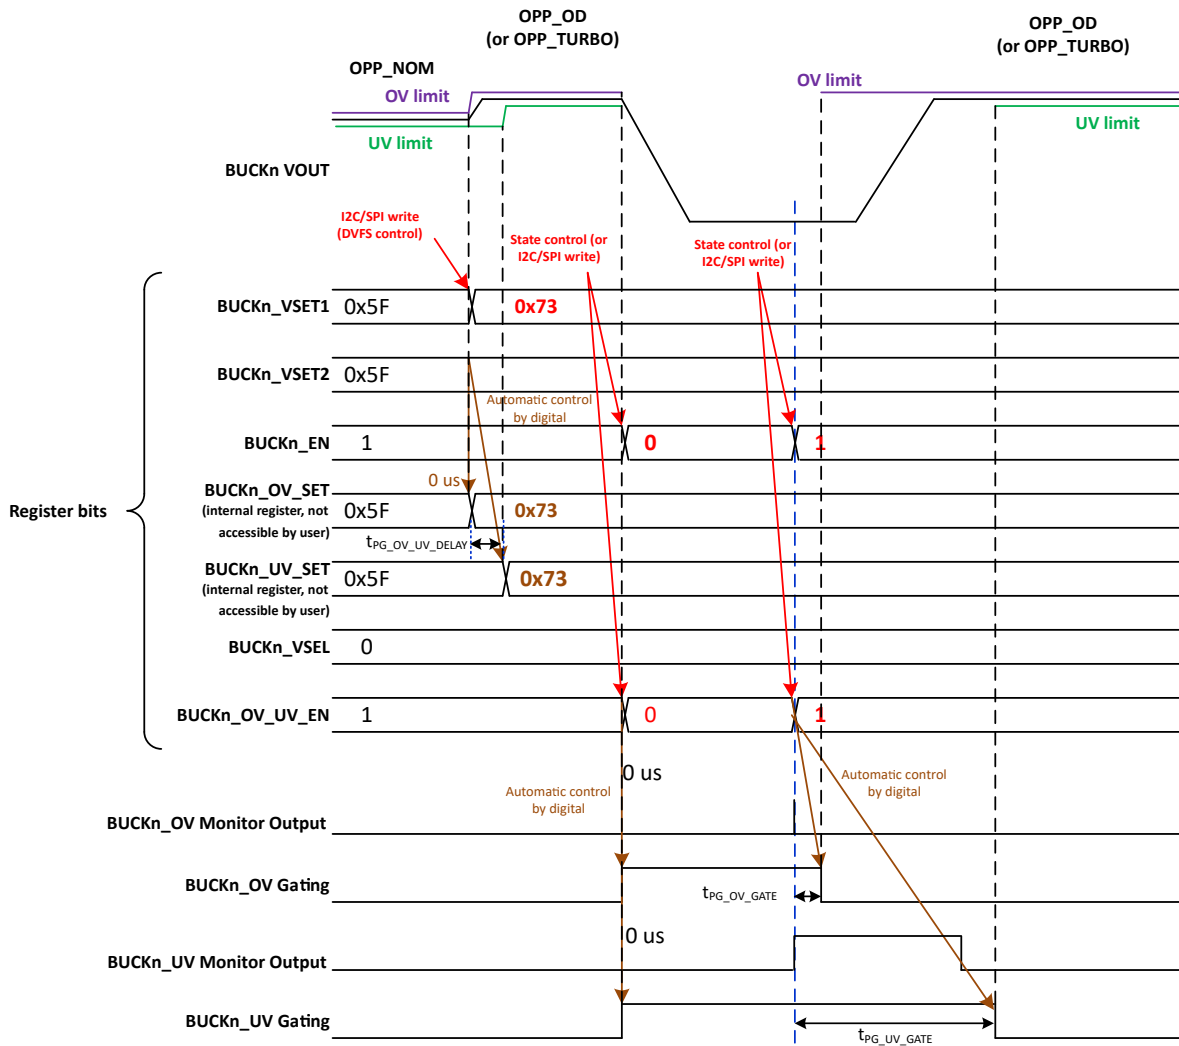 OPP_OD
(or OPP_TURBO)
OPP_OD
(or OPP_TURBO)
OPP_NOM
OV limit
OV limit
UV limit
UV limit
BUCKn VOUT
I2C/SPI write
(DVFS control)
State control (or
I2C/SPI write)
State control (or
I2C/SPI write)
BUCKn_VSET1
0x5F
0x73
BUCKn_VSET2
0x5F
Automatic control
by digital
BUCKn_EN
1
0
1
BUCKn_OV_SET
(internal register, not
accessible by user)
0 us
0x5F
0x73
Register bits
tPG_OV_UV_DELAY
BUCKn_UV_SET
(internal register, not
accessible by user)
0x5F
0x73
BUCKn_VSEL
0
BUCKn_OV_UV_EN
1
0
1
0 us
Automatic control
by digital
Automatic control
by digital
BUCKn_OV Monitor Output
BUCKn_OV Gating
tPG_OV_GATE
0 us
BUCKn_UV Monitor Output
BUCKn_UV Gating
tPG_UV_GATE